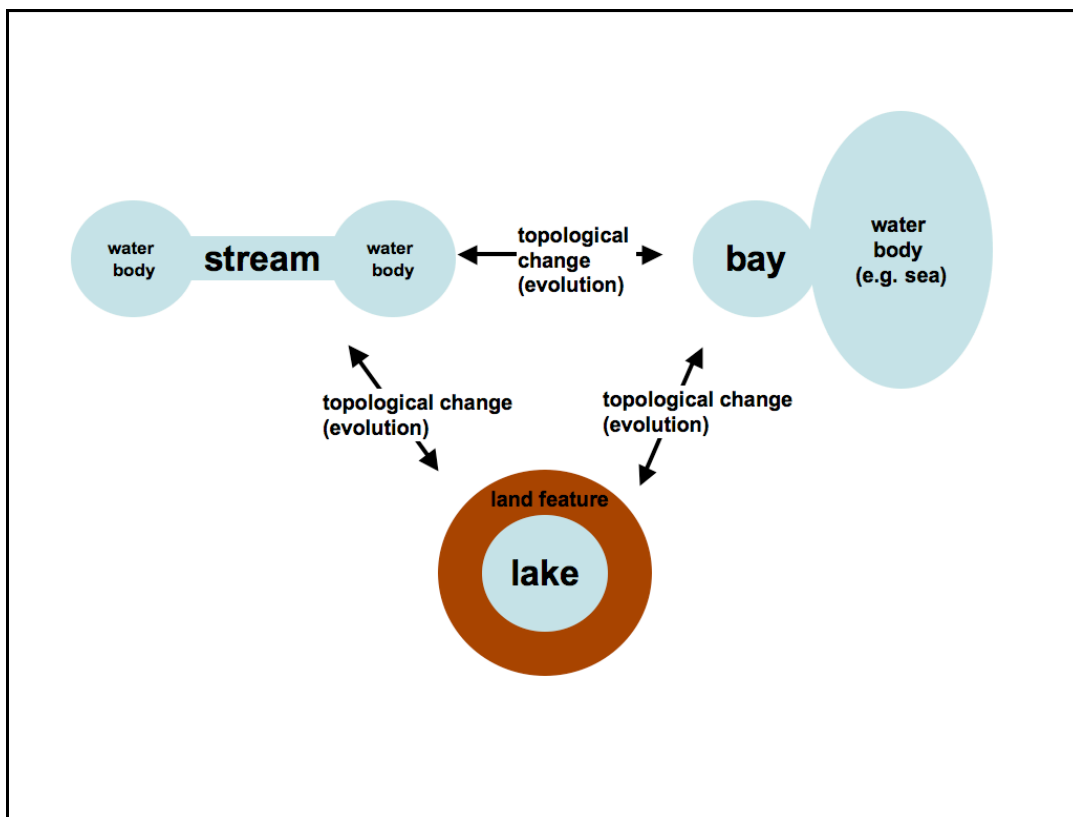 water
body
stream
water
body
topological
change
(evolution)
bay
water
body
(e.g. sea)
topological change
(evolution)
topological change
(evolution)
land feature
lake